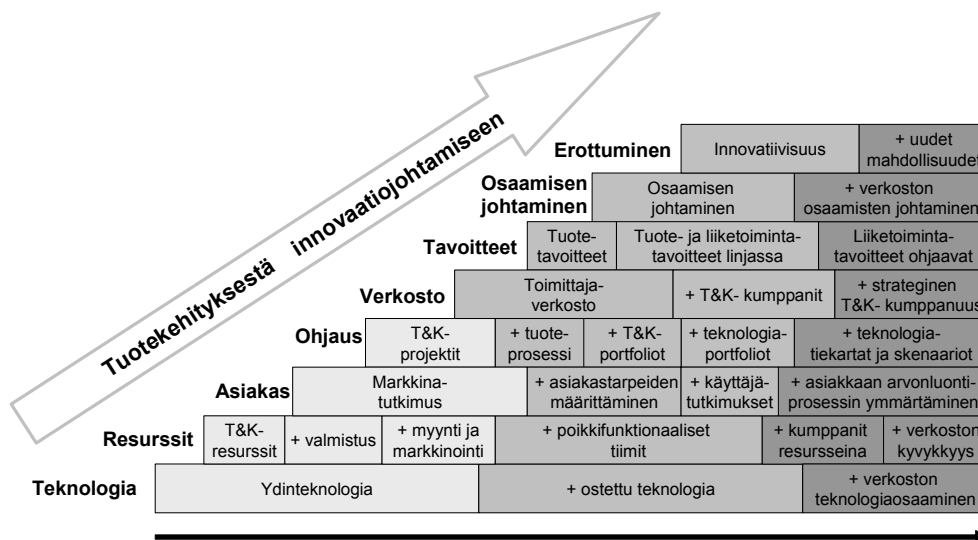 Tuotekehityksestä innovaatiojohtamiseen
Erottuminen
Innovatiivisuus
+ uudet
mahdollisuudet
Osaamisen
johtaminen
Osaamisen
johtaminen
+ verkoston
osaamisten johtaminen
Tavoitteet
Tuote-
tavoitteet
Tuote- ja liiketoiminta-
tavoitteet linjassa
Liiketoiminta-
tavoitteet ohjaavat
Verkosto
Toimittaja-
verkosto
+ T&K- kumppanit
+ strateginen
T&K- kumppanuus
Ohjaus
T&K-
projektit
+ tuote-
prosessi
+ T&K-
portfoliot
+ teknologia-
portfoliot
+ teknologia-
tiekartat ja skenaariot
Asiakas
Markkina-
tutkimus
+ asiakastarpeiden
määrittäminen
+ käyttäjä-
tutkimukset
+ asiakkaan arvonluonti-
prosessin ymmärtäminen
Resurssit
T&K-
resurssit
+ valmistus
+ myynti ja
markkinointi
+ poikkifunktionaaliset
tiimit
+ kumppanit
resursseina
+ verkoston
kyvykkyys
Teknologia
Ydinteknologia
+ ostettu teknologia
+ verkoston
teknologiaosaaminen